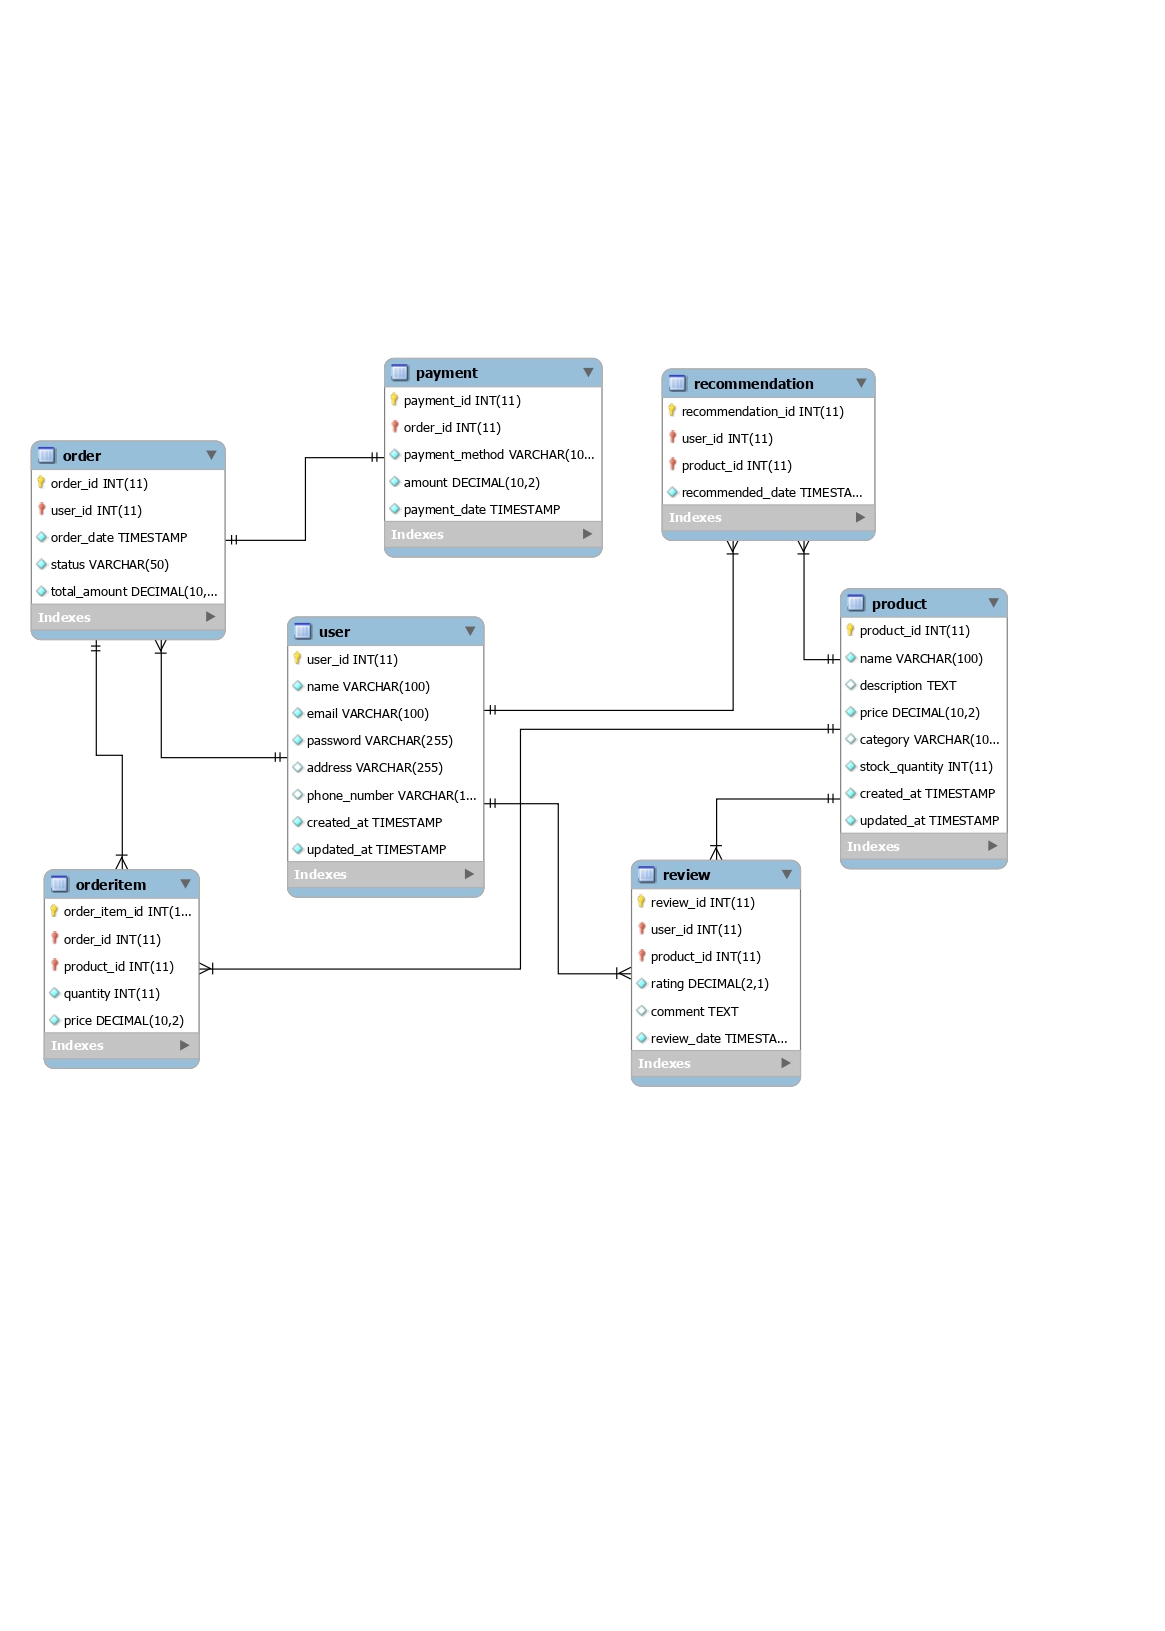 payment
payment_id INT(11)
order_id INT(11)
payment_method VARCHAR(10...
amount DECIMAL(10,2)
payment_date TIMESTAMP
Indexes
recommendation
recommendation_id INT(11)
user_id INT(11)
product_id INT(11)
recommended_date TIMESTA...
Indexes
order
order_id INT(11)
user_id INT(11)
order_date TIMESTAMP
status VARCHAR(50)
total_amount DECIMAL(10,...
Indexes
user
user_id INT(11)
name VARCHAR(100)
email VARCHAR(100)
password VARCHAR(255)
address VARCHAR(255)
phone_number VARCHAR(1...
created_at TIMESTAMP
updated_at TIMESTAMP
Indexes
product
product_id INT(11)
name VARCHAR(100)
description TEXT
price DECIMAL(10,2)
category VARCHAR(10...
stock_quantity INT(11)
created_at TIMESTAMP
updated_at TIMESTAMP
Indexes
orderitem
order_item_id INT(1...
order_id INT(11)
product_id INT(11)
quantity INT(11)
price DECIMAL(10,2)
Indexes
review
review_id INT(11)
user_id INT(11)
product_id INT(11)
rating DECIMAL(2,1)
comment TEXT
review_date TIMESTA...
Indexes